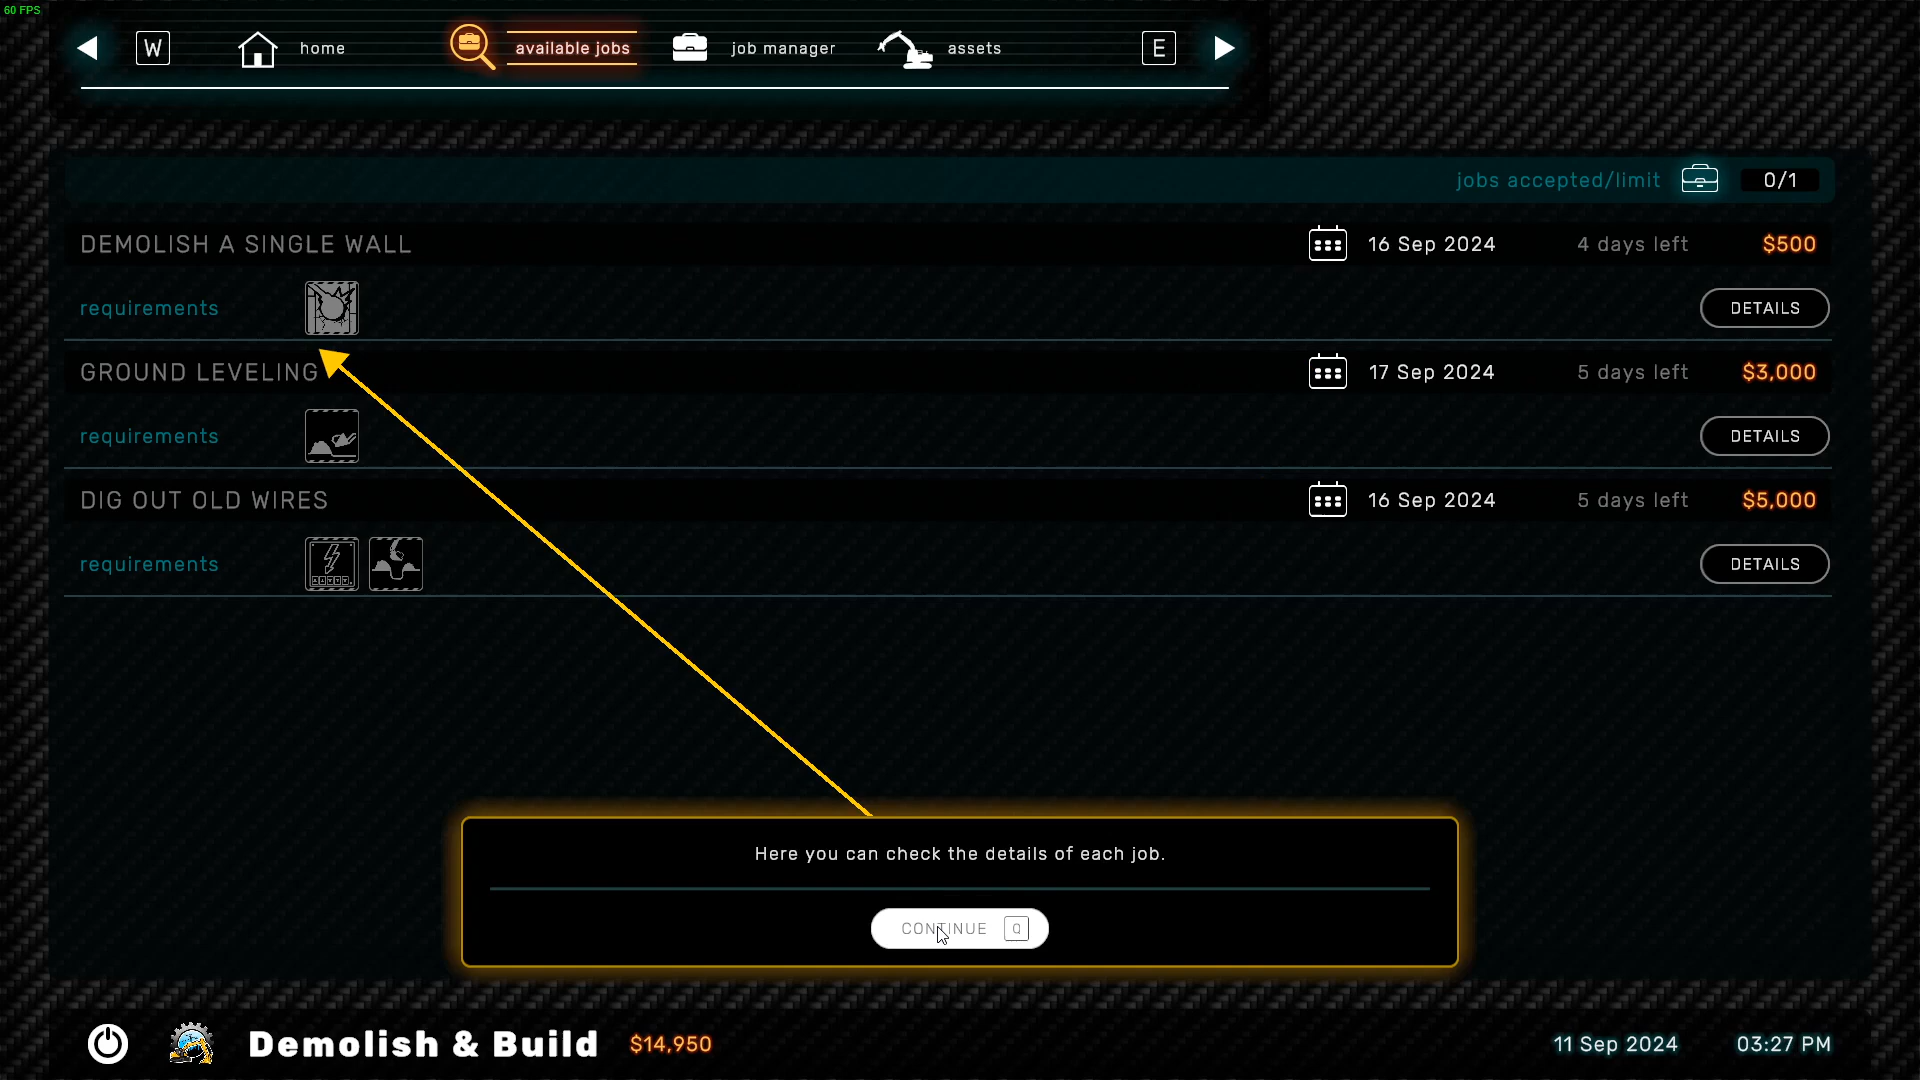 60 FPS
W home available jobs job manager assets E
jobs accepted/limit 0/1
DEMOLISH A SINGLE WALL 16 Sep 2024 4 days left $500
requirements DETAILS
GROUND LEVELING 17 Sep 2024 5 days left $3,000
requirements DETAILS
DIG OUT OLD WIRES 16 Sep 2024 5 days left $5,000
requirements DETAILS
Here you can check the details of each job.
CONTINUE Q
Demolish & Build $14,950 11 Sep 2024 03:27 PM